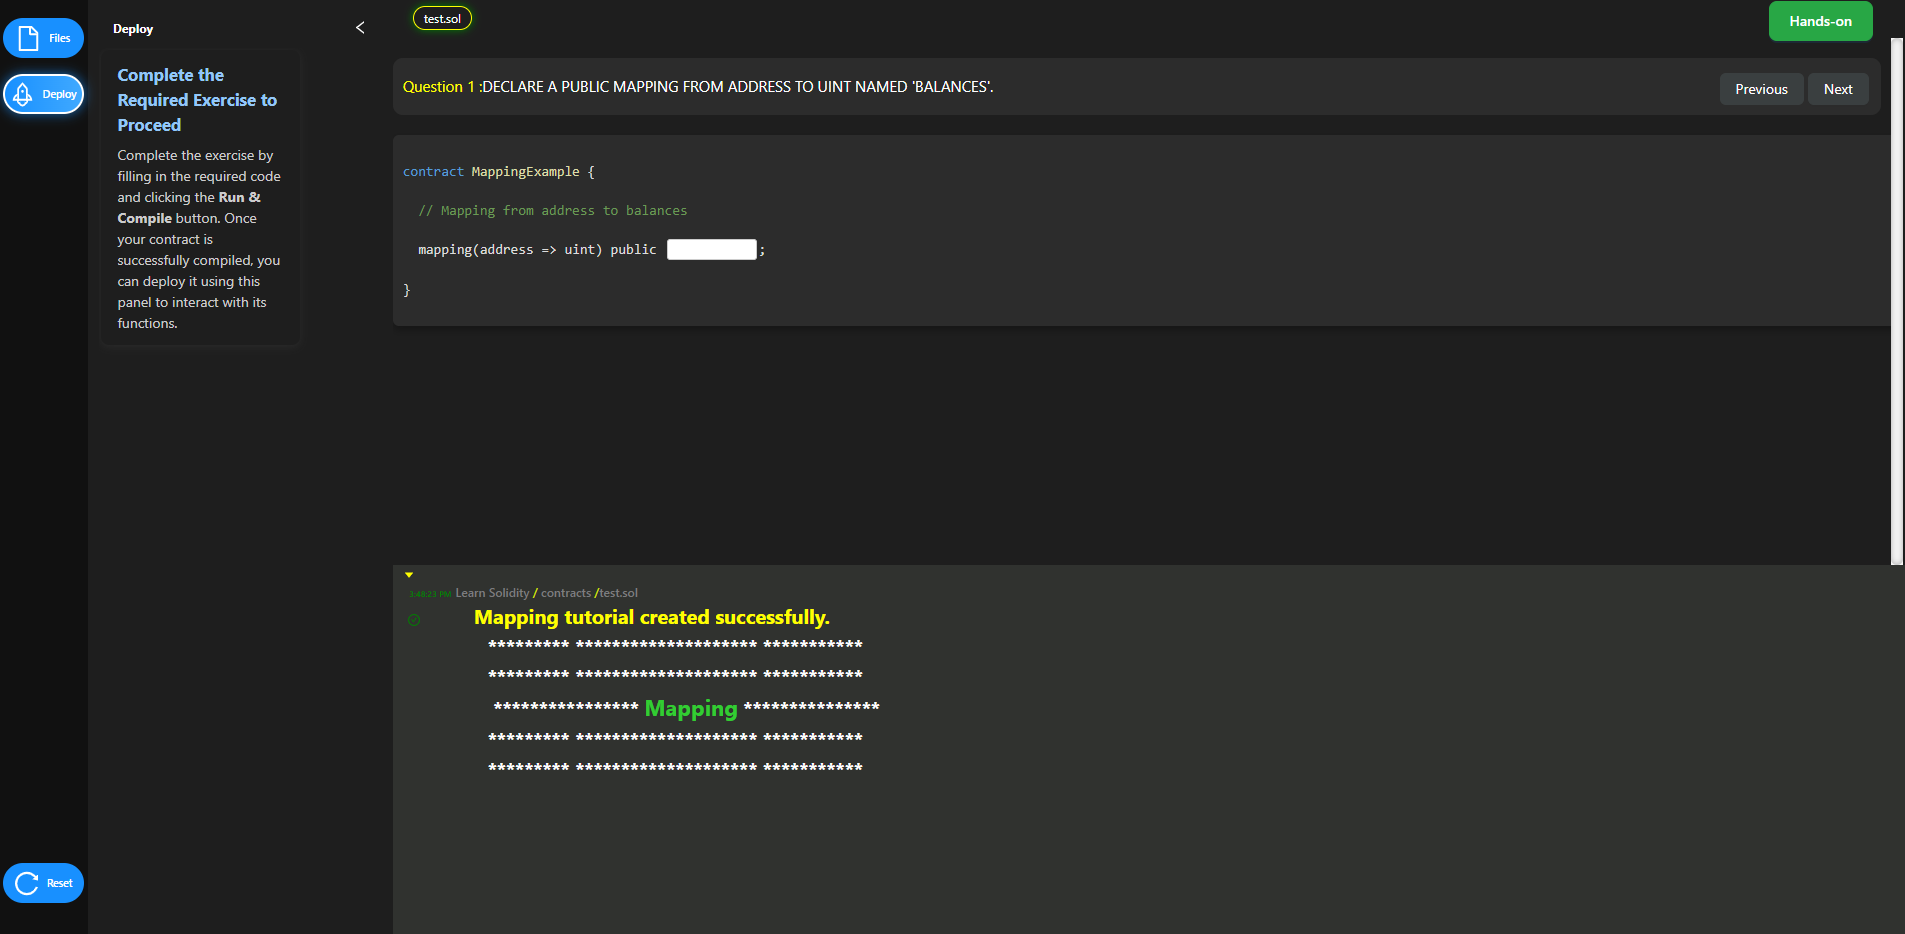 Files
Deploy
Reset
Deploy
Complete the
Required Exercise to
Proceed
Complete the exercise by
filling in the required code
and clicking the Run &
Compile button. Once
your contract is
successfully compiled, you
can deploy it using this
panel to interact with its
functions.
test.sol
Hands-on
Question 1 :DECLARE A PUBLIC MAPPING FROM ADDRESS TO UINT NAMED 'BALANCES'.
Previous
Next
contract MappingExample {
// Mapping from address to balances
mapping(address => uint) public ;
}
3:48:23 PM Learn Solidity / contracts /test.sol
Mapping tutorial created successfully.
********* ******************** ***********
********* ******************** ***********
**************** Mapping ***************
********* ******************** ***********
********* ******************** ***********